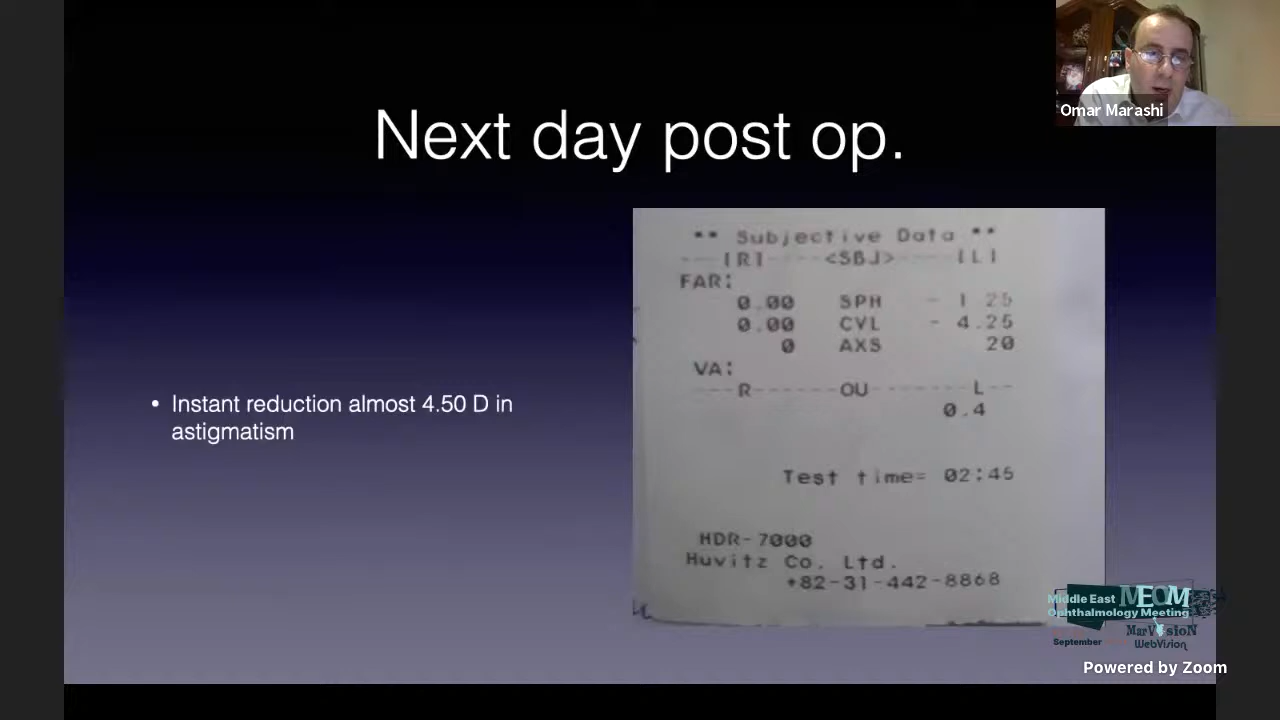 Omar Marashi
Next day post op.
• Instant reduction almost 4.50 D in
astigmatism
** Subjective Data **
---[R]----<SBJ>----[L]
FAR:
0.00 SPH - 1.25
0.00 CYL - 4.25
0 AXS 20
VA:
---R------OU-------L--
0.4
Test time= 02:45
HDR-7000
Huvitz Co. Ltd.
+82-31-442-8868
Middle East MEOM
Ophthalmology Meeting
September
MarVision
WebVision
Powered by Zoom